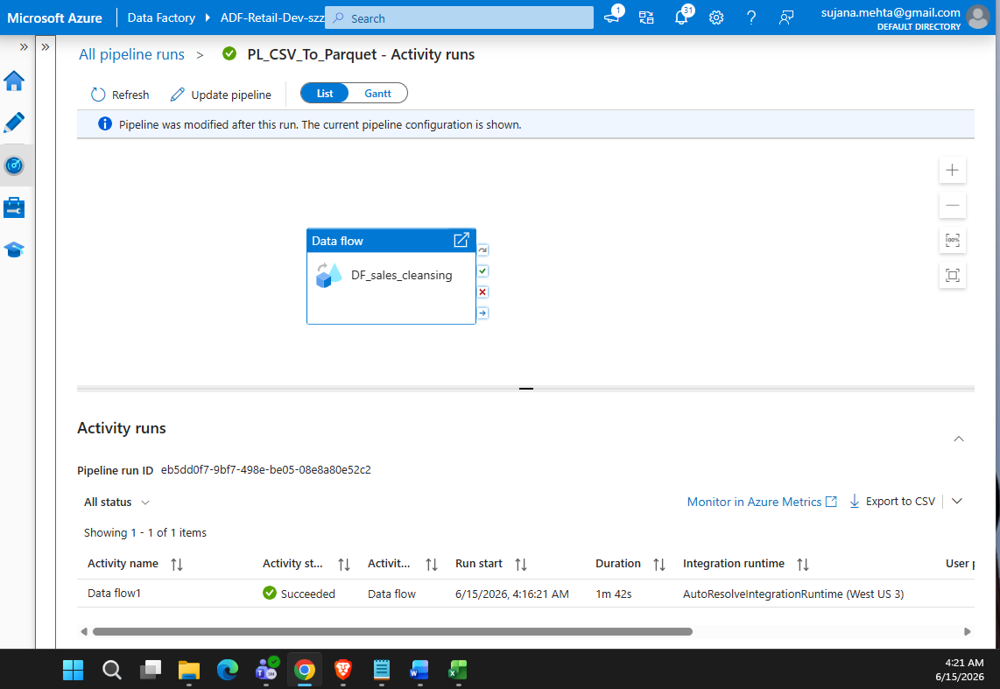 Microsoft Azure Data Factory ADF-Retail-Dev-szz Search 1 31 sujana.mehta@gmail.com
DEFAULT DIRECTORY
All pipeline runs > PL_CSV_To_Parquet - Activity runs
Refresh Update pipeline List Gantt
Pipeline was modified after this run. The current pipeline configuration is shown.
Data flow
DF_sales_cleansing
100%
Activity runs
Pipeline run ID eb5dd0f7-9bf7-498e-be05-08e8a80e52c2
All status Monitor in Azure Metrics Export to CSV
Showing 1 - 1 of 1 items
Activity name Activity st... Activit... Run start Duration Integration runtime User p
Data flow1 Succeeded Data flow 6/15/2026, 4:16:21 AM 1m 42s AutoResolveIntegrationRuntime (West US 3)
4:21 AM
6/15/2026